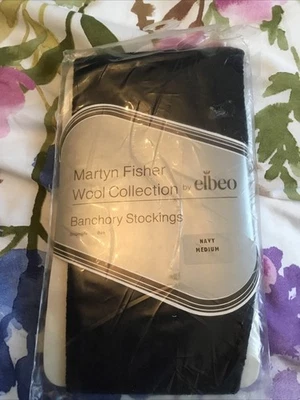 Martyn Fisher
Wool Collection by elbeo
Banchory Stockings
NAVY
MEDIUM